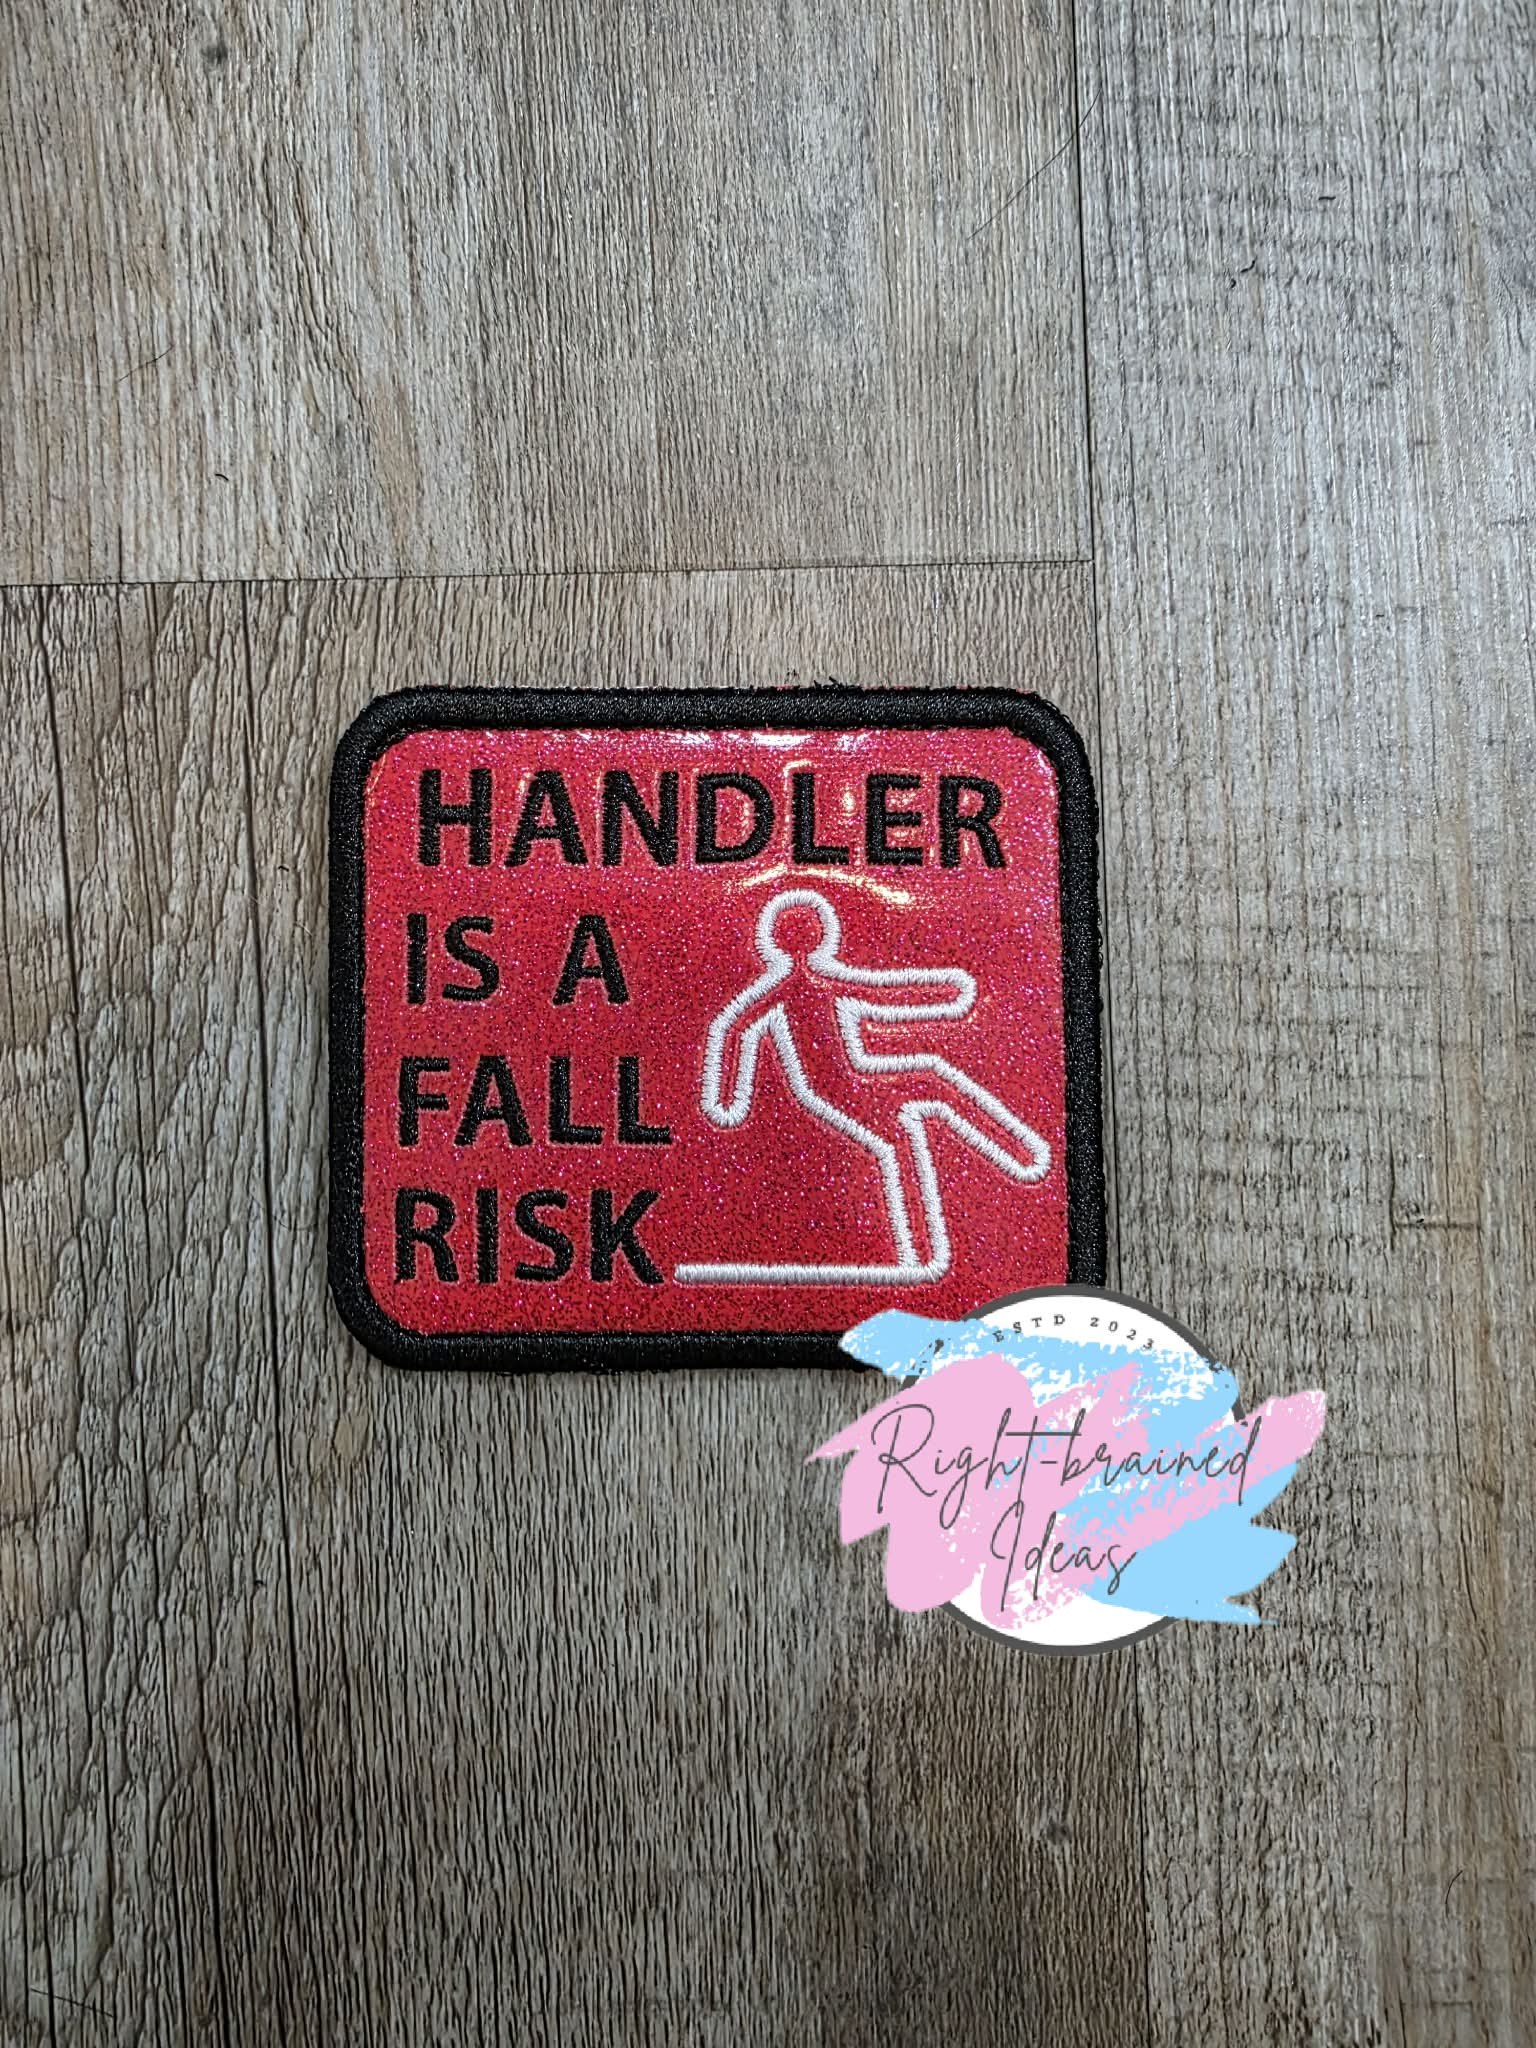 HANDLER
IS A
FALL
RISK
ESTD 2023
Right-brained
Ideas